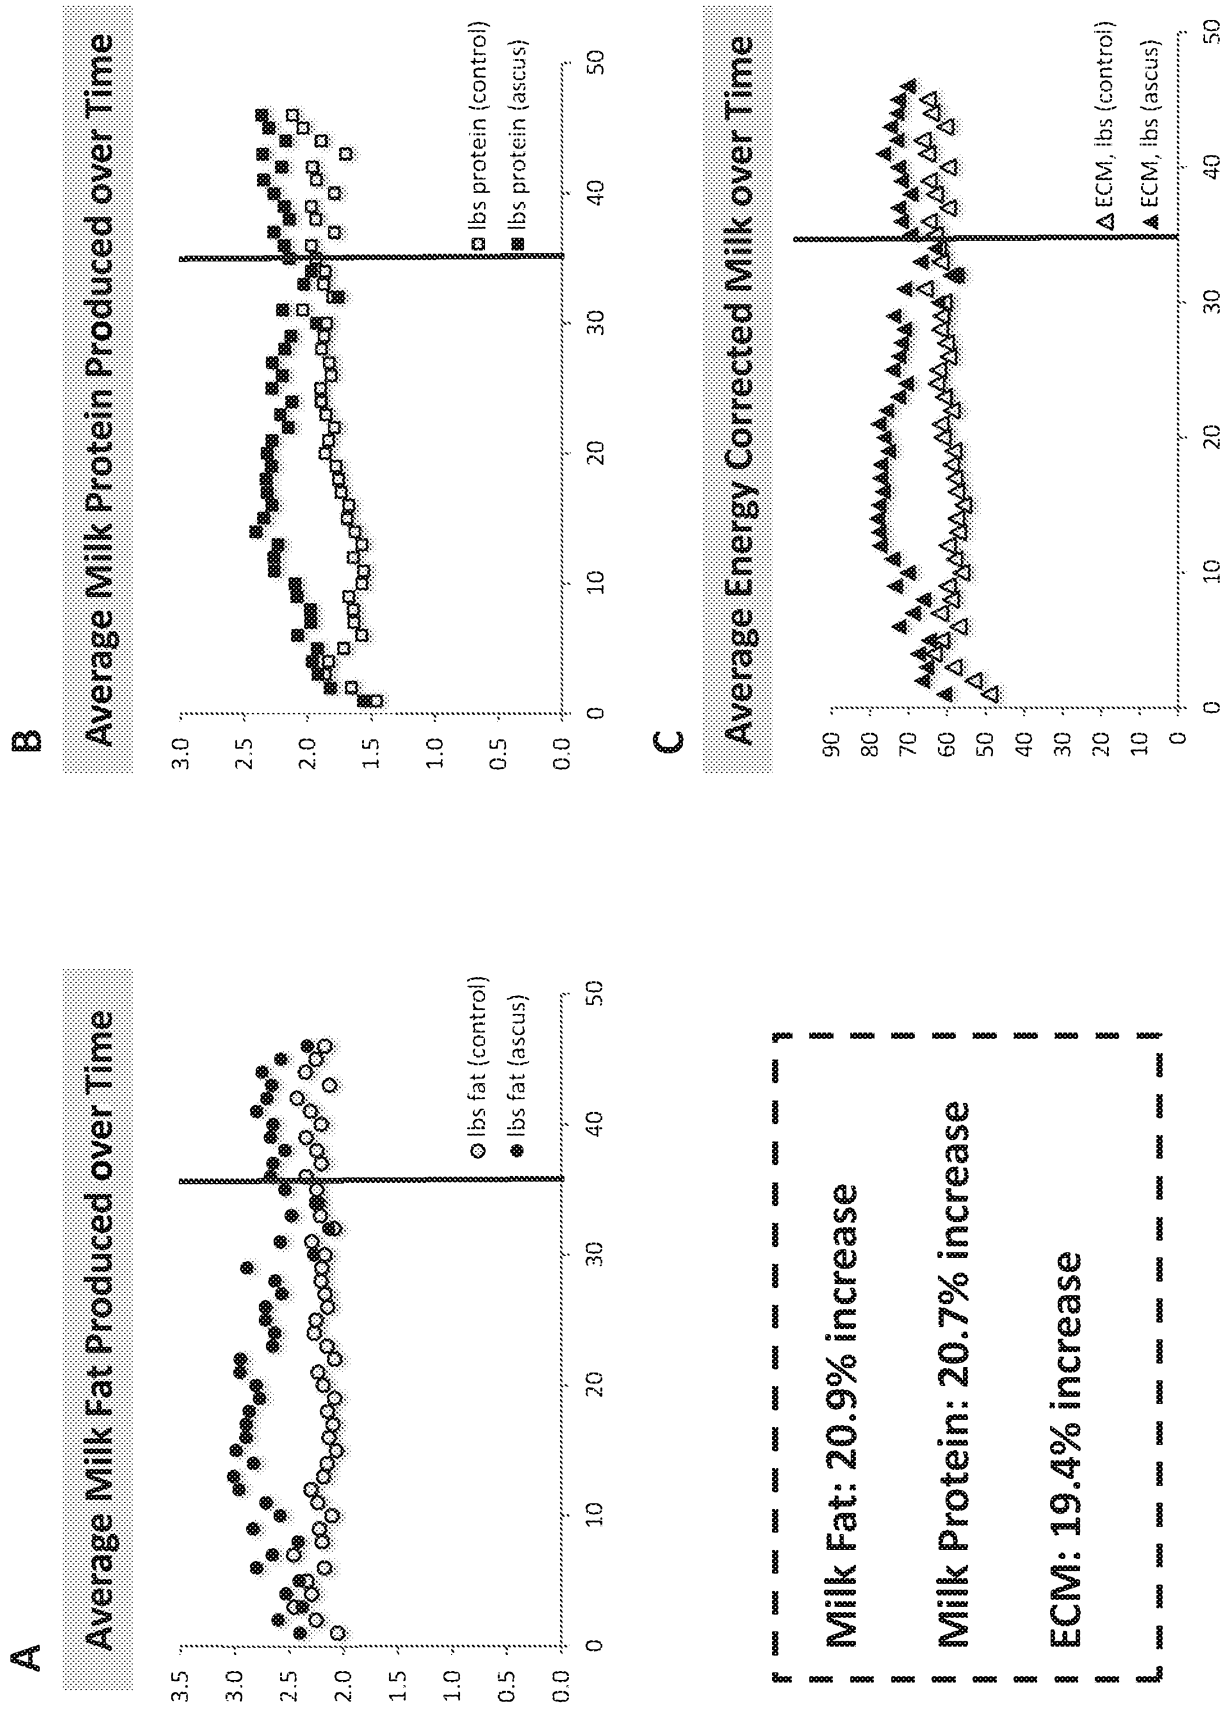 A
Average Milk Fat Produced over Time
3.5
3.0
2.5
2.0
1.5
1.0
0.5
0.0
0 10 20 30 40 50
lbs fat (control)
lbs fat (ascus)
B
Average Milk Protein Produced over Time
3.0
2.5
2.0
1.5
1.0
0.5
0.0
0 10 20 30 40 50
lbs protein (control)
lbs protein (ascus)
Milk Fat: 20.9% increase
Milk Protein: 20.7% increase
ECM: 19.4% increase
C
Average Energy Corrected Milk over Time
90
80
70
60
50
40
30
20
10
0
0 10 20 30 40 50
ECM, lbs (control)
ECM, lbs (ascus)